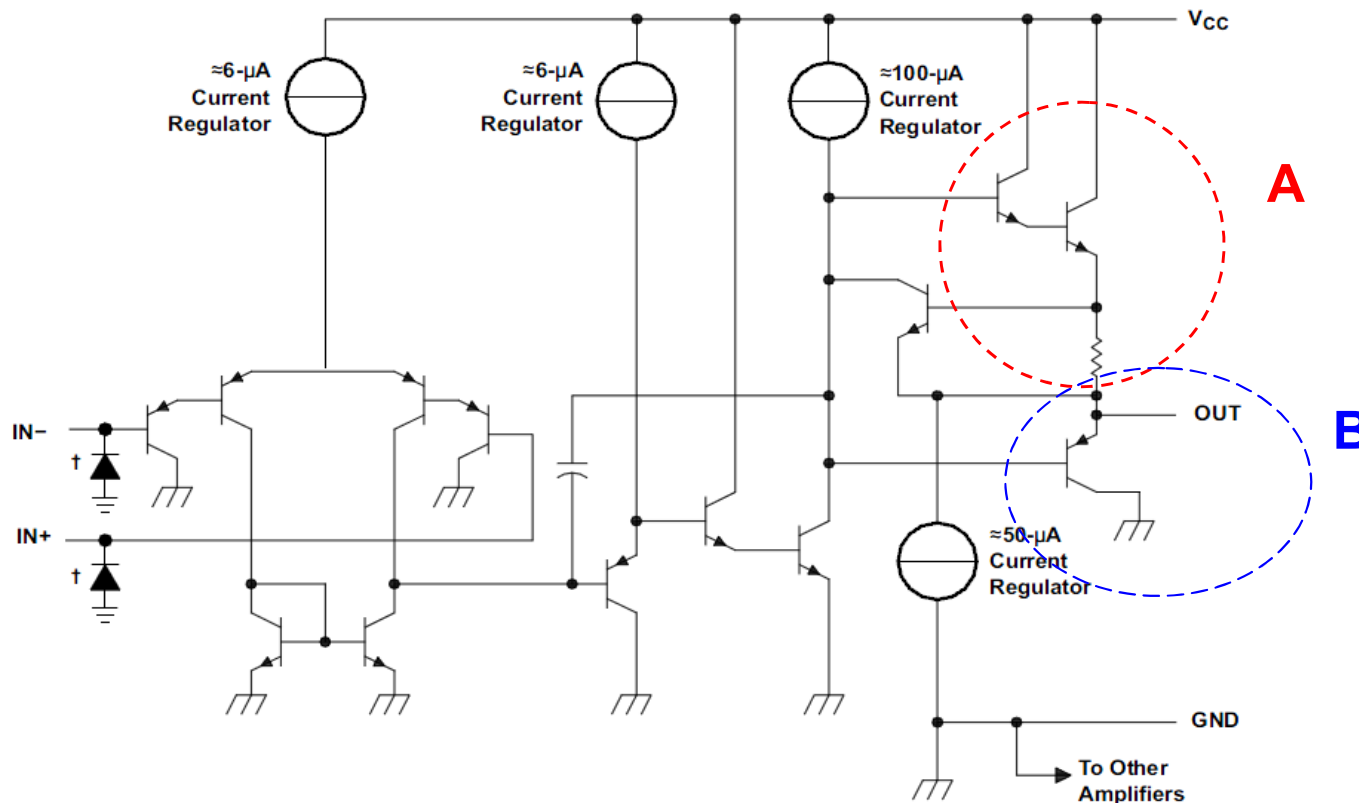 VCC
≈6-µA
Current
Regulator
≈6-µA
Current
Regulator
≈100-µA
Current
Regulator
A
IN−
†
IN+
†
OUT
B
≈50-µA
Current
Regulator
GND
To Other
Amplifiers